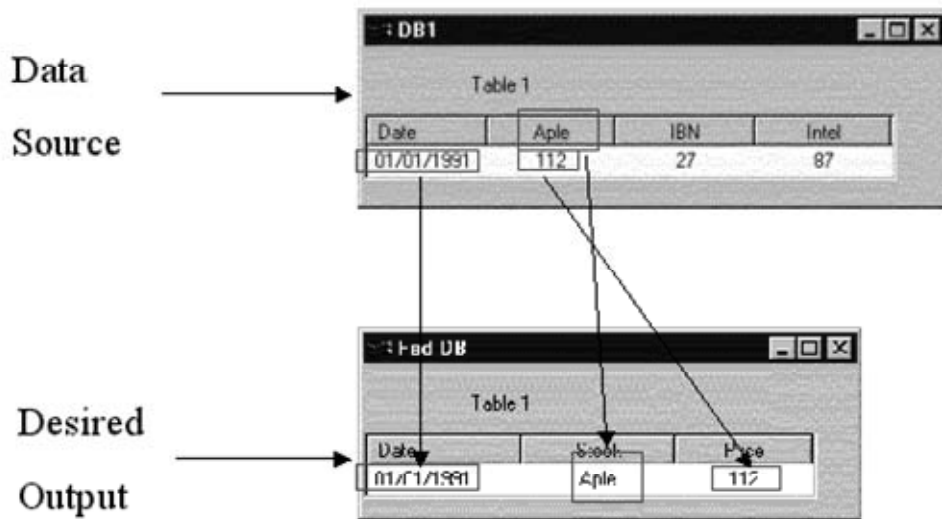 Data
Source
DB1
Table 1
Date Aple IBN Intel
01/01/1991 112 27 87
Desired
Output
Fed DB
Table 1
Date Stock Price
01/01/1991 Aple 112